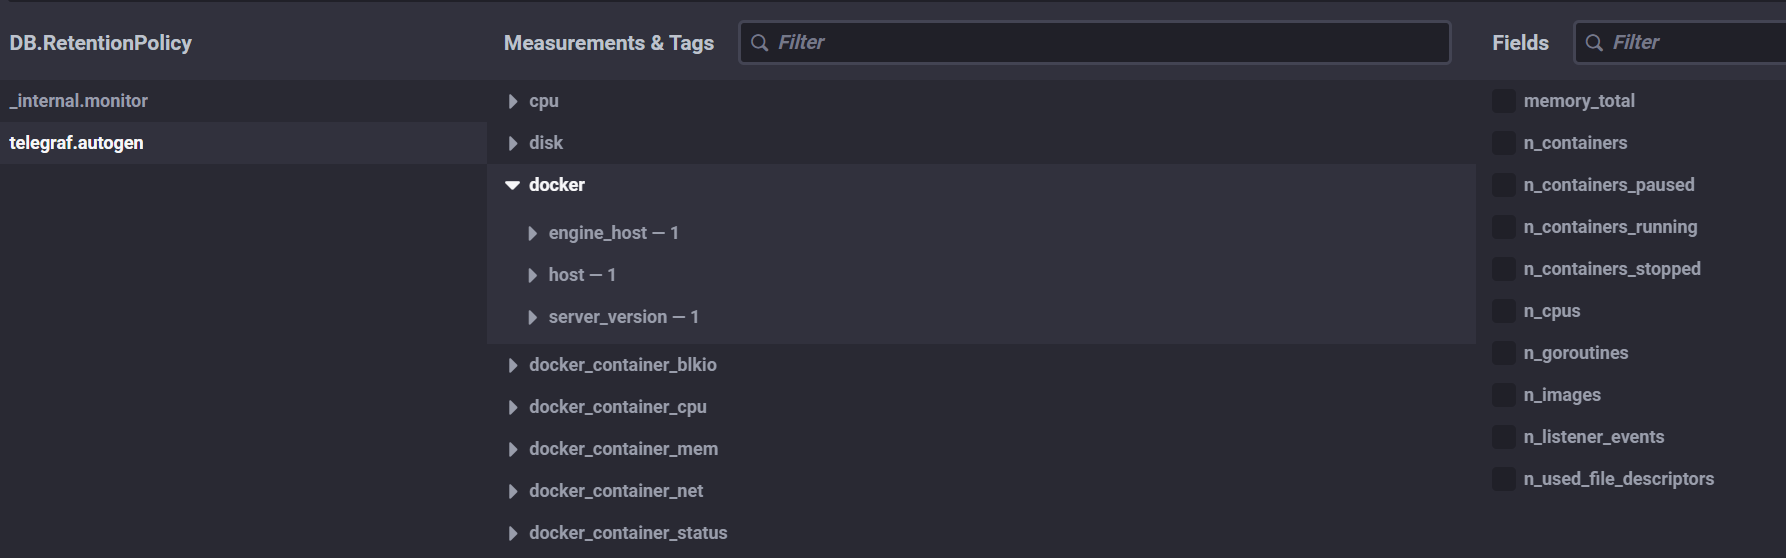 DB.RetentionPolicy
_internal.monitor
telegraf.autogen
Measurements & Tags
Filter
cpu
disk
docker
engine_host — 1
host — 1
server_version — 1
docker_container_blkio
docker_container_cpu
docker_container_mem
docker_container_net
docker_container_status
Fields
Filter
memory_total
n_containers
n_containers_paused
n_containers_running
n_containers_stopped
n_cpus
n_goroutines
n_images
n_listener_events
n_used_file_descriptors